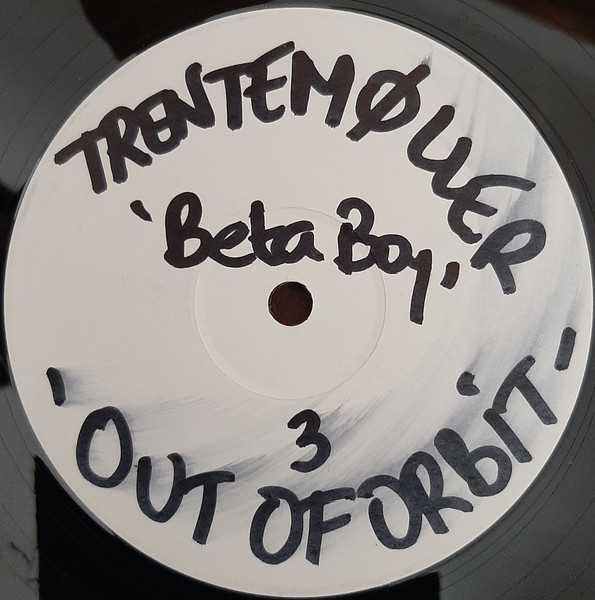 TRENTEMØLLER
'Beta Boy'
3
'OUT OF ORBIT'